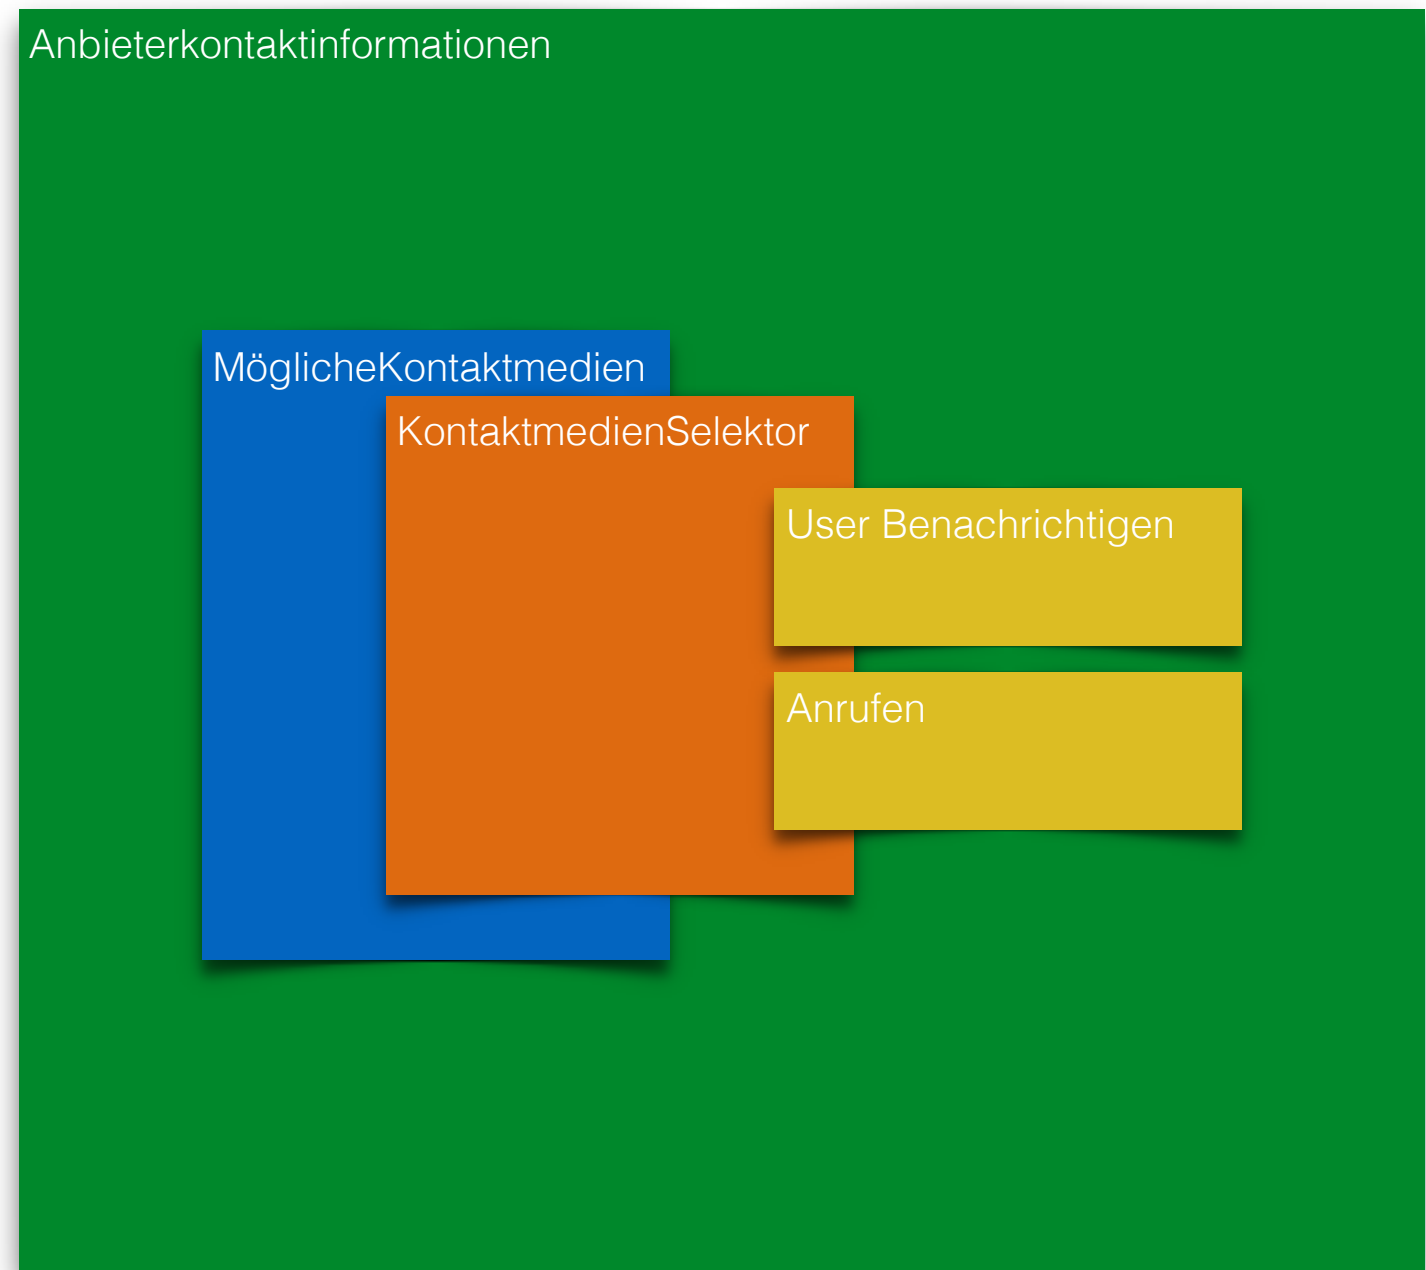 Anbieterkontaktinformationen
MöglicheKontaktmedien
KontaktmedienSelektor
User Benachrichtigen
Anrufen